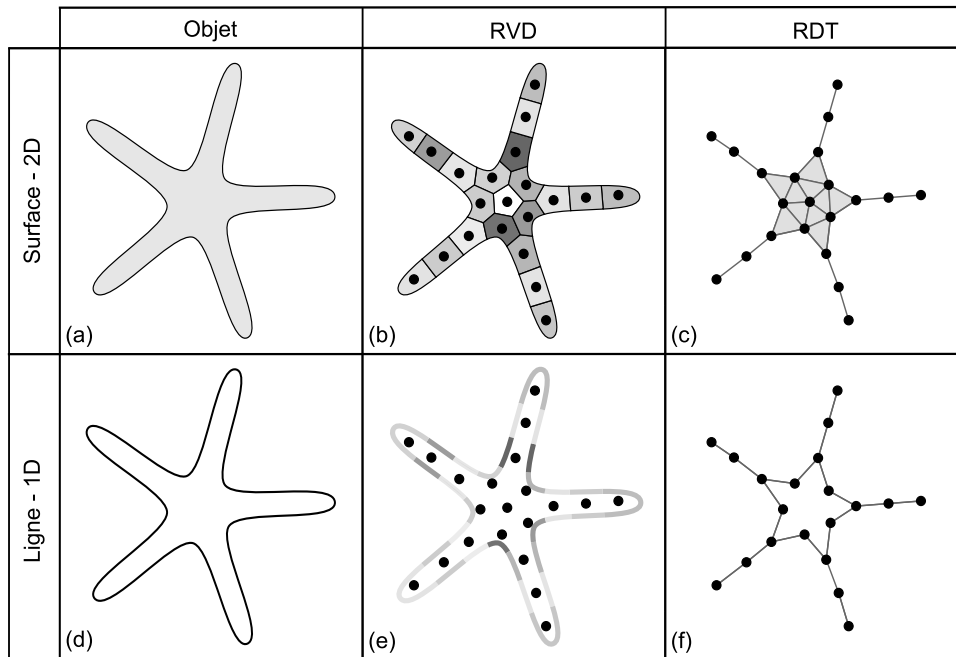 Objet
RVD
RDT
Surface - 2D
(a)
(b)
(c)
Ligne - 1D
(d)
(e)
(f)